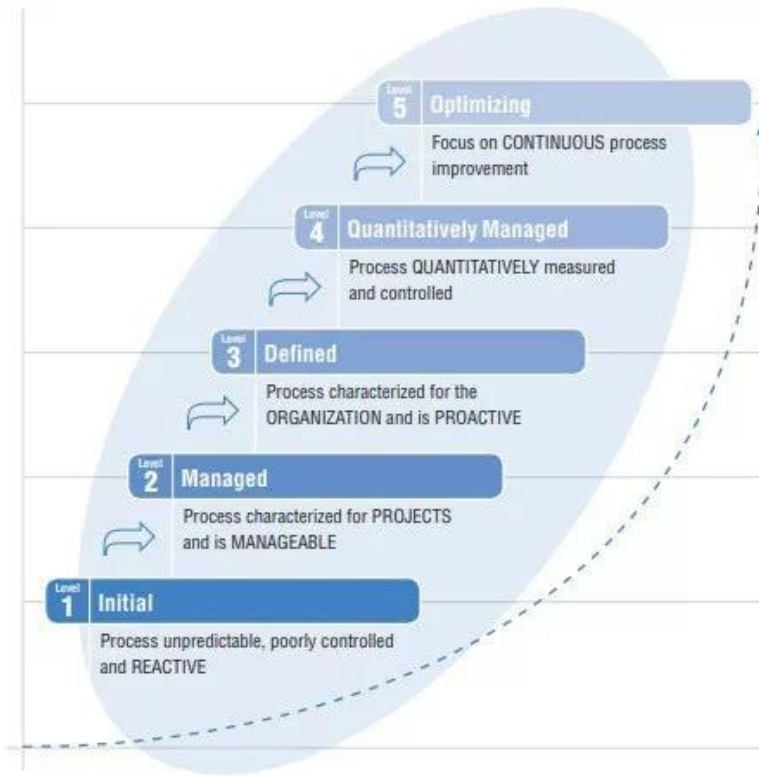 Level
5 Optimizing
Focus on CONTINUOUS process
improvement
Level
4 Quantitatively Managed
Process QUANTITATIVELY measured
and controlled
Level
3 Defined
Process characterized for the
ORGANIZATION and is PROACTIVE
Level
2 Managed
Process characterized for PROJECTS
and is MANAGEABLE
Level
1 Initial
Process unpredictable, poorly controlled
and REACTIVE